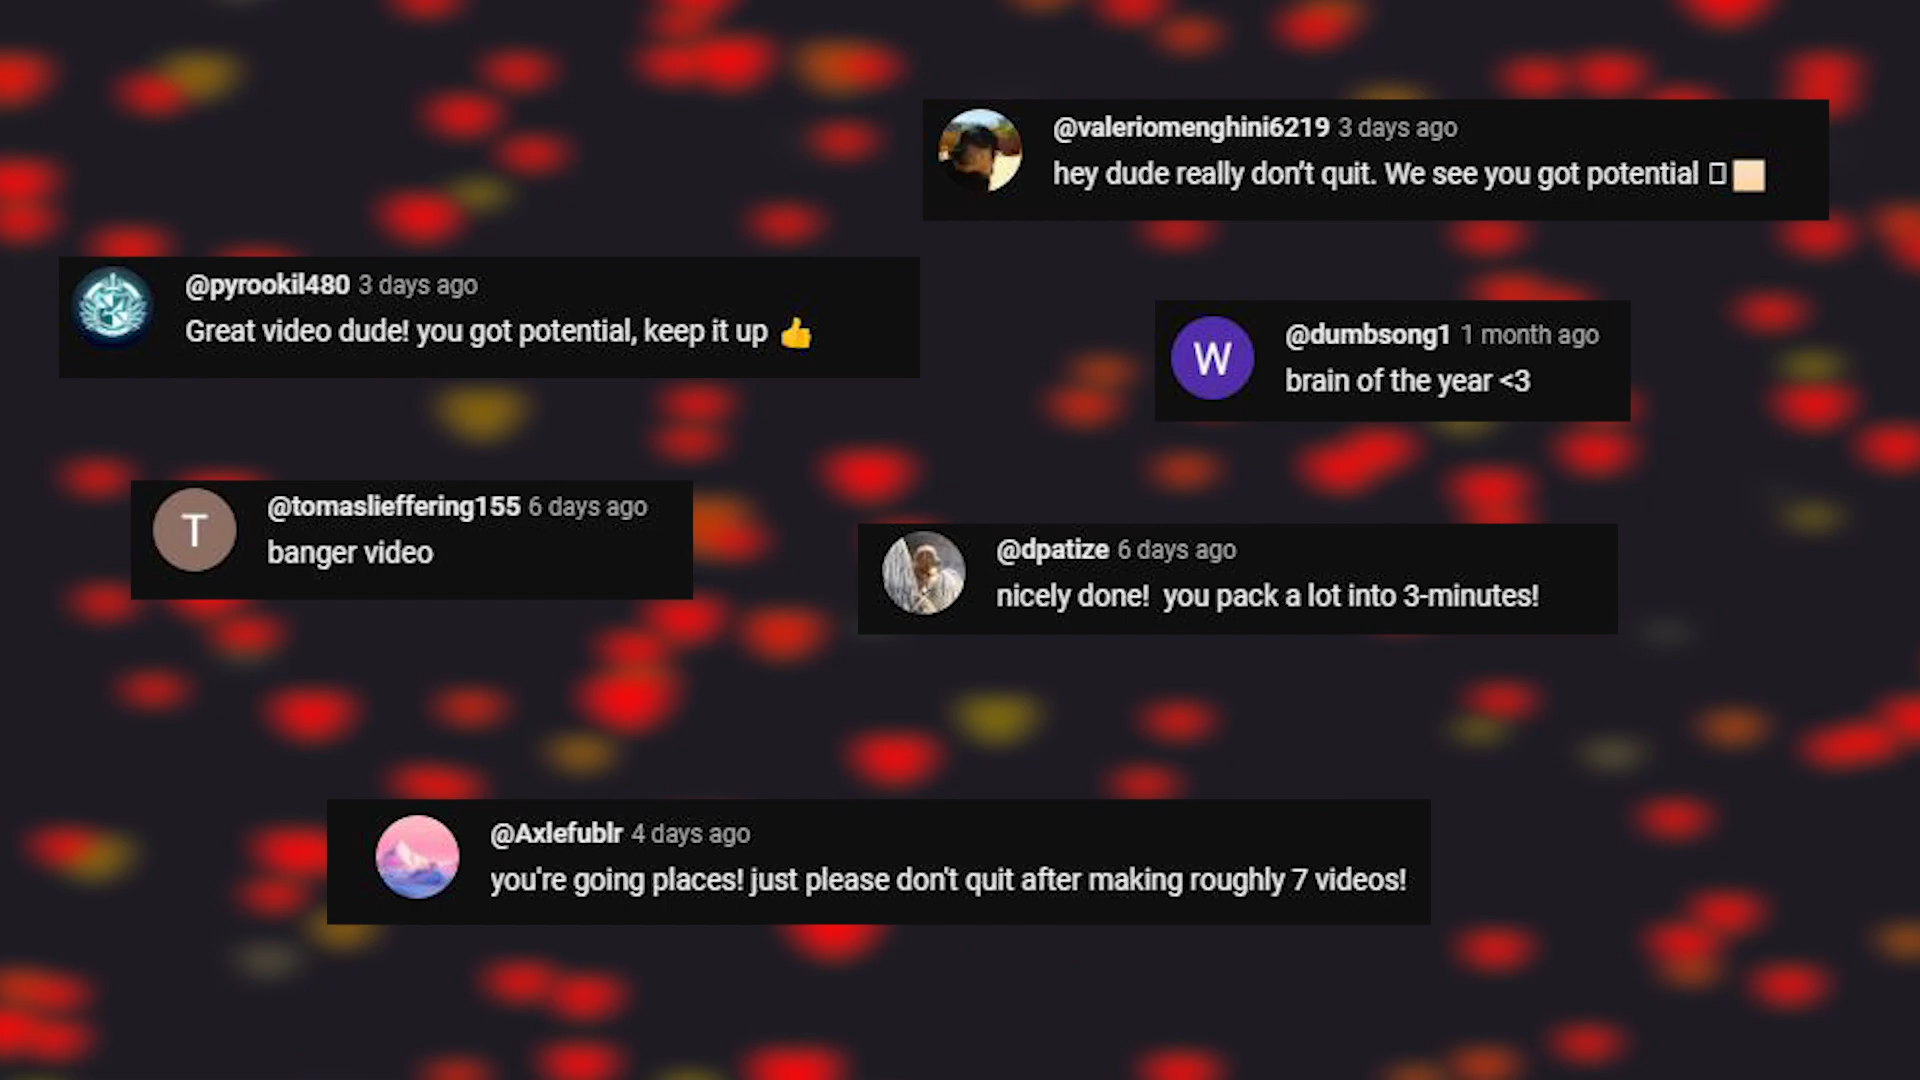 @valeriomenghini6219 3 days ago
hey dude really don't quit. We see you got potential
@pyrookil480 3 days ago
Great video dude! you got potential, keep it up 👍
@dumbsong1 1 month ago
W
brain of the year <3
@tomaslieffering155 6 days ago
T
banger video
@dpatize 6 days ago
nicely done!  you pack a lot into 3-minutes!
@Axlefublr 4 days ago
you're going places! just please don't quit after making roughly 7 videos!